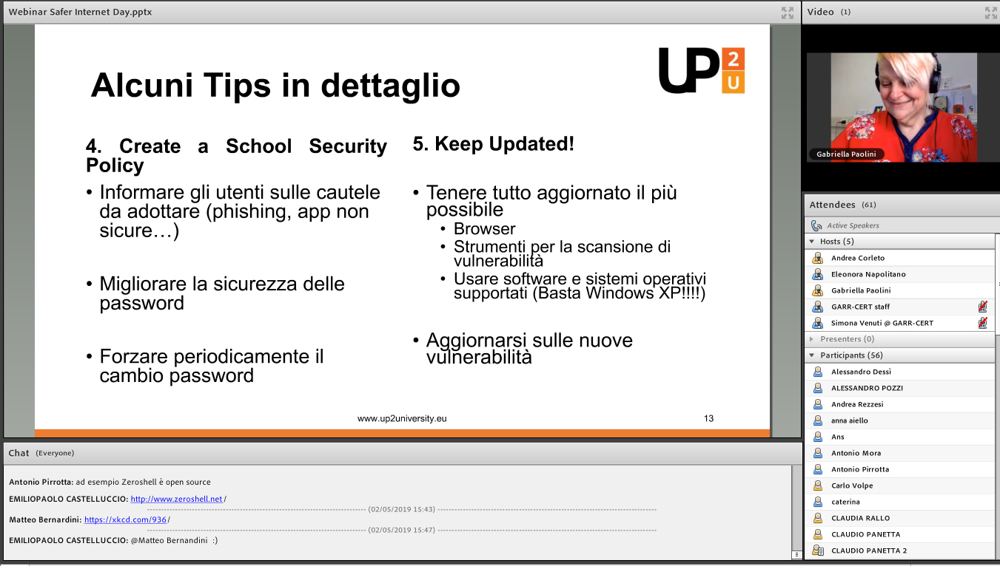 Webinar Safer Internet Day.pptx
Alcuni Tips in dettaglio
UP
2
U
4. Create a School Security
Policy
• Informare gli utenti sulle cautele
da adottare (phishing, app non
sicure…)
• Migliorare la sicurezza delle
password
• Forzare periodicamente il
cambio password
5. Keep Updated!
• Tenere tutto aggiornato il più
possibile
• Browser
• Strumenti per la scansione di
vulnerabilità
• Usare software e sistemi operativi
supportati (Basta Windows XP!!!!)
• Aggiornarsi sulle nuove
vulnerabilità
www.up2university.eu
13
Chat (Everyone)
Antonio Pirrotta: ad esempio Zeroshell è open source
EMILIOPAOLO CASTELLUCCIO: http://www.zeroshell.net/
(02/05/2019 15:43)
Matteo Bernardini: https://xkcd.com/936/
(02/05/2019 15:47)
EMILIOPAOLO CASTELLUCCIO: @Matteo Bernandini :)
Video (1)
Gabriella Paolini
Attendees (61)
Active Speakers
Hosts (5)
Andrea Corleto
Eleonora Napolitano
Gabriella Paolini
GARR-CERT staff
Simona Venuti @ GARR-CERT
Presenters (0)
Participants (56)
Alessandro Dessì
ALESSANDRO POZZI
Andrea Rezzesi
anna aiello
Ans
Antonio Mora
Antonio Pirrotta
Carlo Volpe
caterina
CLAUDIA RALLO
CLAUDIO PANETTA
CLAUDIO PANETTA 2